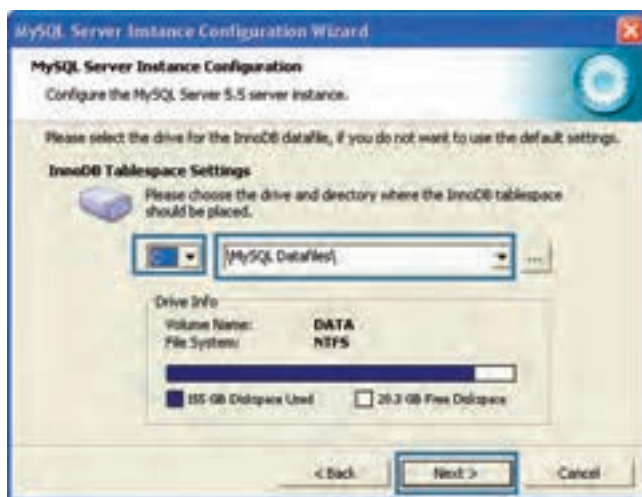 MySQL Server Instance Configuration Wizard
MySQL Server Instance Configuration
Configure the MySQL Server 5.5 server instance.
Please select the drive for the InnoDB datafile, if you do not want to use the default settings.
InnoDB Tablespace Settings
Please choose the drive and directory where the InnoDB tablespace
should be placed.
\MySQL Datafiles\ ...
Drive Info
Volume Name: DATA
File System: NTFS
155 GB Diskspace Used 20.3 GB Free Diskspace
< Back Next > Cancel